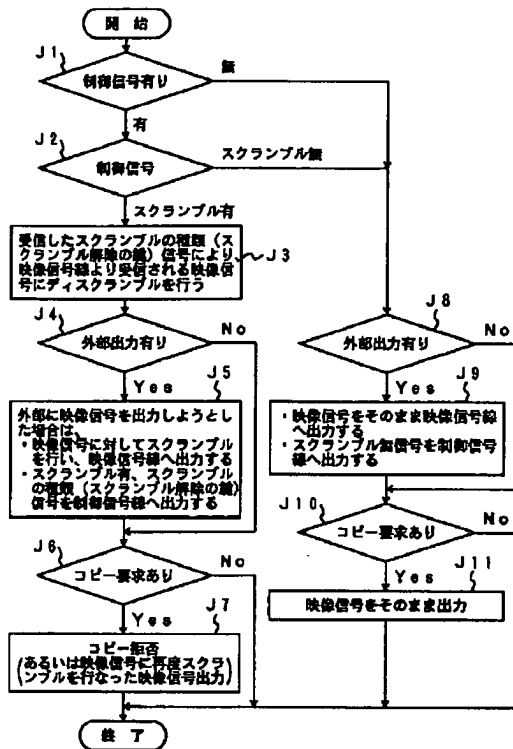 開 始
J1
制御信号有り
無
有
J2
制御信号
スクランブル無
スクランブル有
受信したスクランブルの種類(ス
クランブル解除の鍵)信号により
映像信号線より受信される映像信
号にディスクランブルを行う
J3
J4
外部出力有り
No
Yes
J5
外部に映像信号を出力しようとし
た場合は、
・映像信号に対してスクランブル
を行い、映像信号線へ出力する
・スクランブル有、スクランブル
の種類(スクランブル解除の鍵)
信号を制御信号線へ出力する
J6
コピー要求あり
No
Yes
J7
コピー拒否
(あるいは映像信号に再度スクラ
ンブルを行なった映像信号出力)
終 了
J8
外部出力有り
No
Yes
J9
・映像信号をそのまま映像信号線
へ出力する
・スクランブル無信号を制御信号
線へ出力する
J10
コピー要求あり
No
Yes
J11
映像信号をそのまま出力